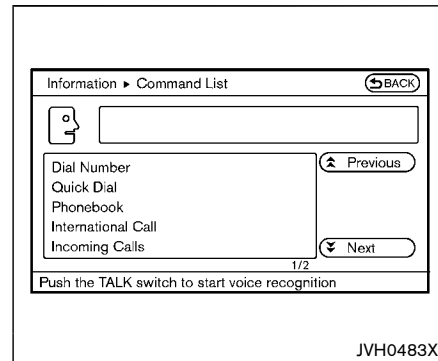 Information ▸ Command List
BACK
Dial Number
Quick Dial
Phonebook
International Call
Incoming Calls
Previous
Next
1/2
Push the TALK switch to start voice recognition
JVH0483X